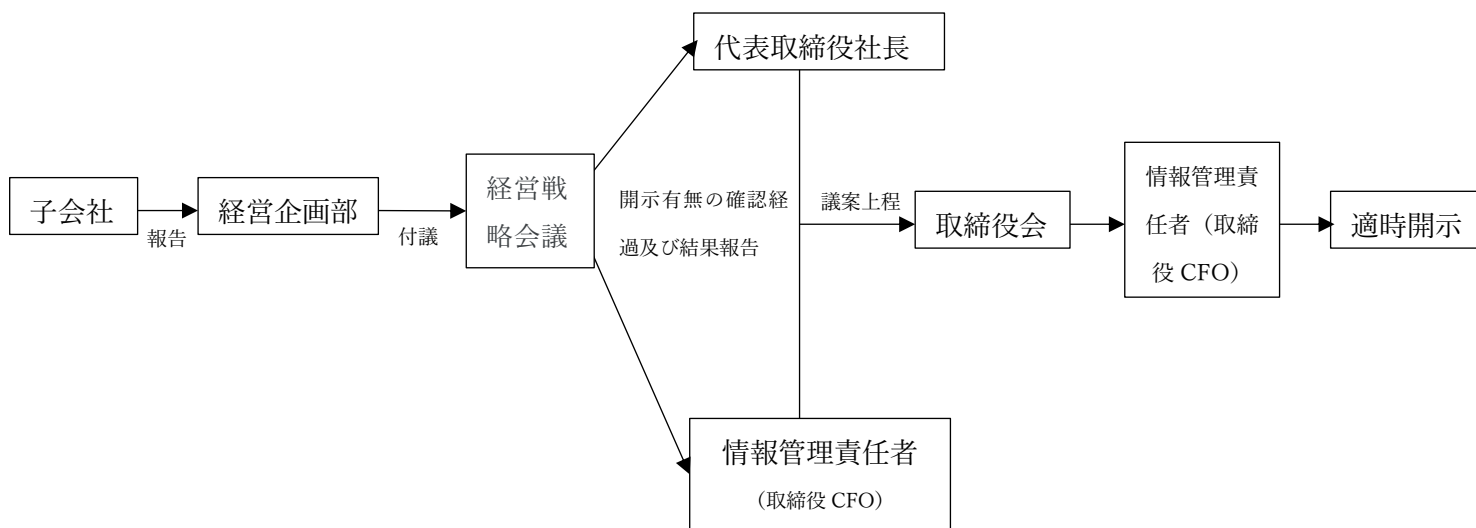 代表取締役社長
子会社
報告
経営企画部
付議
経営戦
略会議
開示有無の確認経
過及び結果報告
議案上程
取締役会
情報管理責
任者（取締
役 CFO）
適時開示
情報管理責任者
（取締役 CFO）